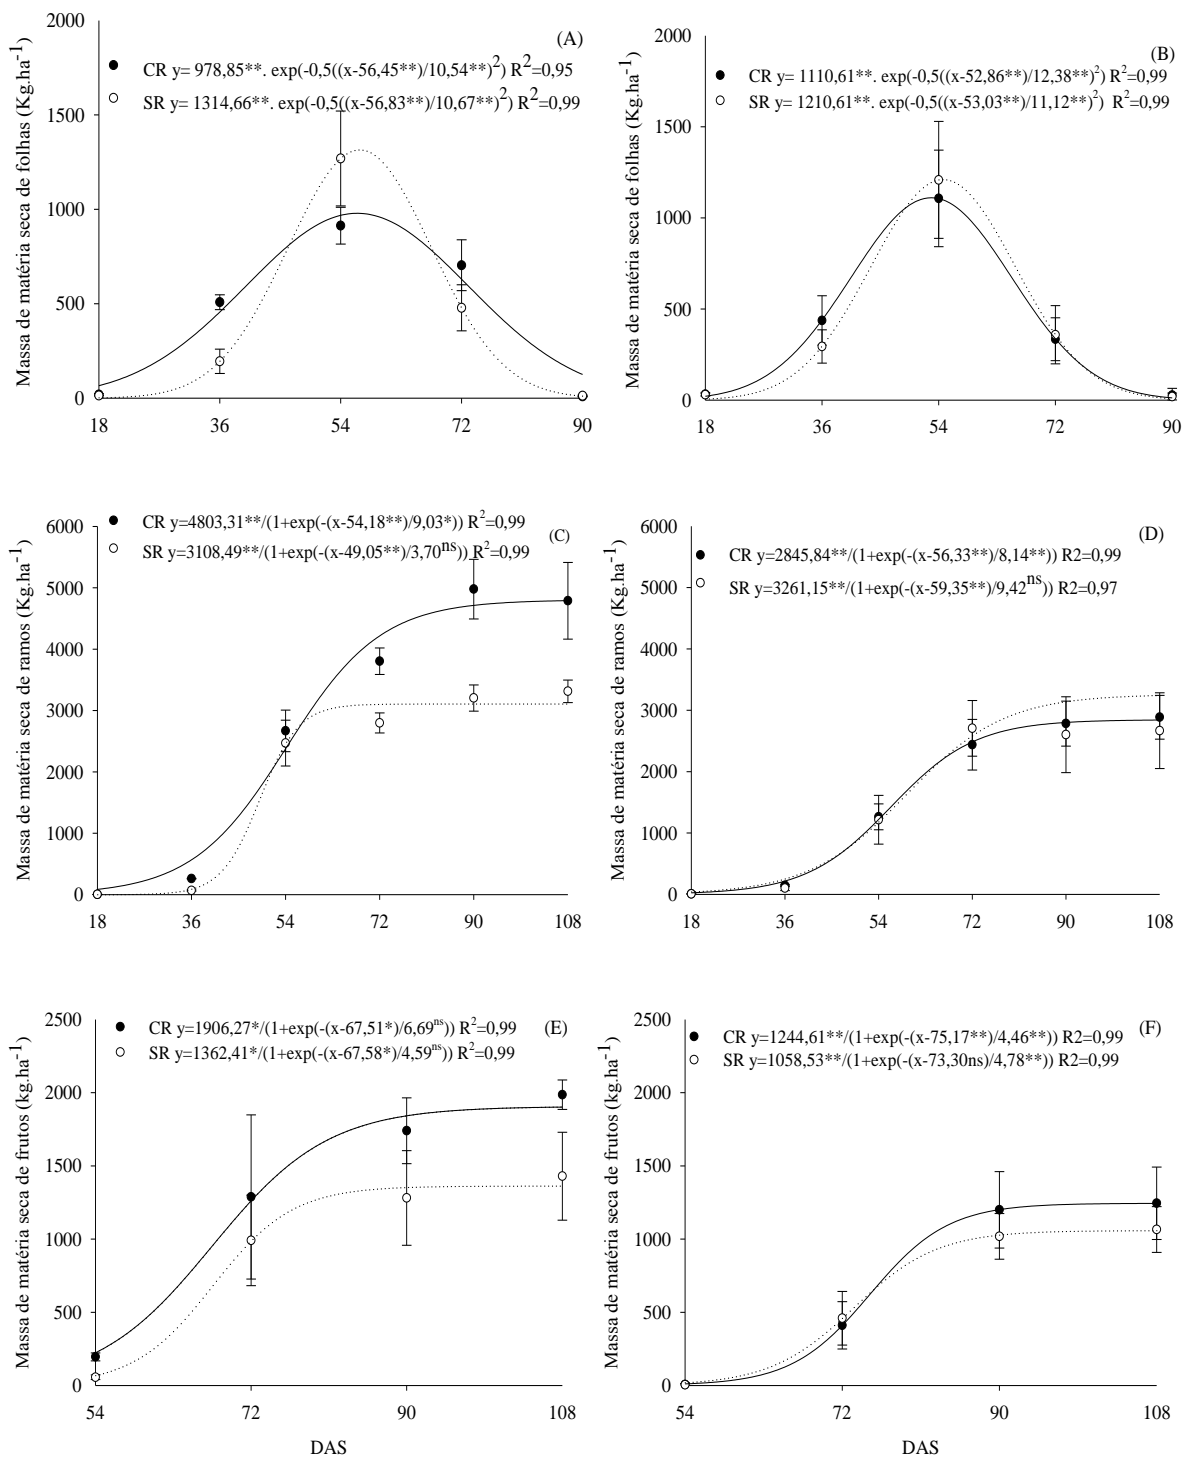 2000
1500
1000
500
0
Massa de matéria seca de folhas (Kg.ha⁻¹)
(A)
CR y= 978,85**. exp(-0,5((x-56,45**)/10,54**)²) R²=0,95
SR y= 1314,66**. exp(-0,5((x-56,83**)/10,67**)²) R²=0,99
18 36 54 72 90
2000
1500
1000
500
0
Massa de matéria seca de folhas (Kg.ha⁻¹)
(B)
CR y= 1110,61**. exp(-0,5((x-52,86**)/12,38**)²) R²=0,99
SR y= 1210,61**. exp(-0,5((x-53,03**)/11,12**)²) R²=0,99
18 36 54 72 90
6000
5000
4000
3000
2000
1000
0
Massa de matéria seca de ramos (Kg.ha⁻¹)
CR y=4803,31**/(1+exp(-(x-54,18**)/9,03*)) R²=0,99
(C)
SR y=3108,49**/(1+exp(-(x-49,05**)/3,70ⁿˢ)) R²=0,99
18 36 54 72 90 108
6000
5000
4000
3000
2000
1000
0
Massa de matéria seca de ramos (Kg.ha⁻¹)
(D)
CR y=2845,84**/(1+exp(-(x-56,33**)/8,14**)) R2=0,99
SR y=3261,15**/(1+exp(-(x-59,35**)/9,42ⁿˢ)) R2=0,97
18 36 54 72 90 108
2500
2000
1500
1000
500
0
Massa de matéria seca de frutos (kg.ha⁻¹)
CR y=1906,27*/(1+exp(-(x-67,51*)/6,69ⁿˢ)) R²=0,99
(E)
SR y=1362,41*/(1+exp(-(x-67,58*)/4,59ⁿˢ)) R²=0,99
54 72 90 108
DAS
2500
2000
1500
1000
500
0
Massa de matéria seca de frutos (kg.ha⁻¹)
(F)
CR y=1244,61**/(1+exp(-(x-75,17**)/4,46**)) R2=0,99
SR y=1058,53**/(1+exp(-(x-73,30ns)/4,78**)) R2=0,99
54 72 90 108
DAS